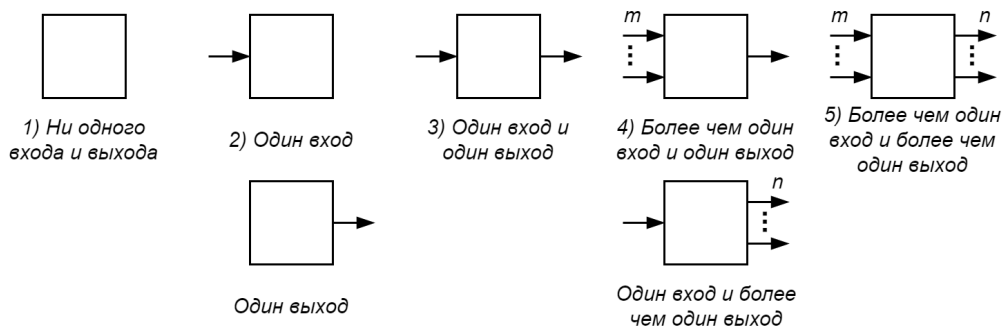 m
m
n
1) Ни одного
входа и выхода
2) Один вход
3) Один вход и
один выход
4) Более чем один
вход и один выход
5) Более чем один
вход и более чем
один выход
n
Один выход
Один вход и более
чем один выход